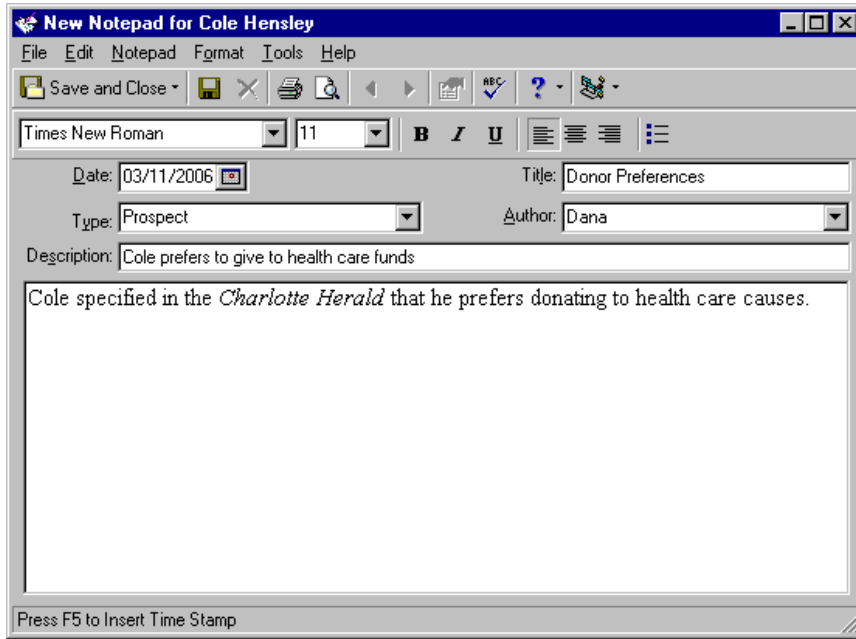 New Notepad for Cole Hensley
File Edit Notepad Format Tools Help
Save and Close ABC ?
Times New Roman 11 B I U
Date: 03/11/2006 Title: Donor Preferences
Type: Prospect Author: Dana
Description: Cole prefers to give to health care funds
Cole specified in the Charlotte Herald that he prefers donating to health care causes.
Press F5 to Insert Time Stamp